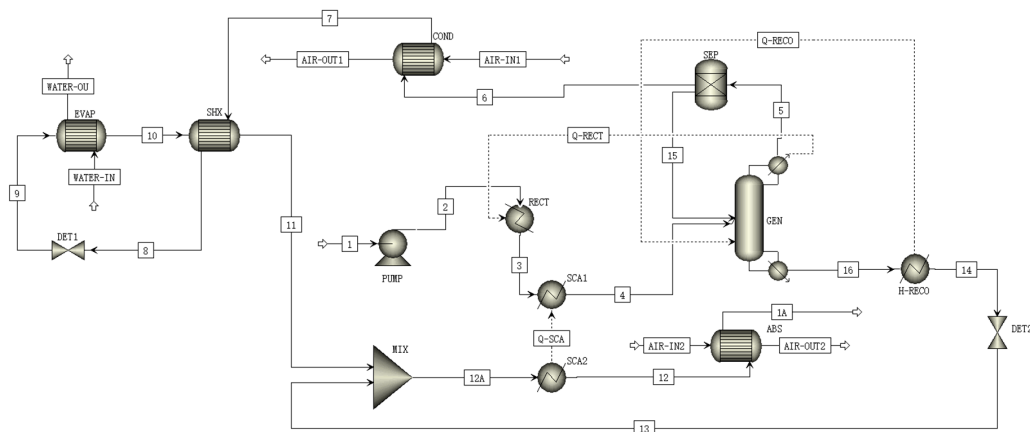 7
COND
AIR-OUT1
AIR-IN1
Q-RECO
SEP
WATER-OU
EVAP
SHX
6
5
10
Q-RECT
15
WATER-IN
9
2
RECT
GEN
11
DET1
8
1
PUMP
3
SCA1
4
16
H-RECO
14
1A
Q-SCA
ABS
DET2
MIX
AIR-IN2
AIR-OUT2
SCA2
12A
12
13